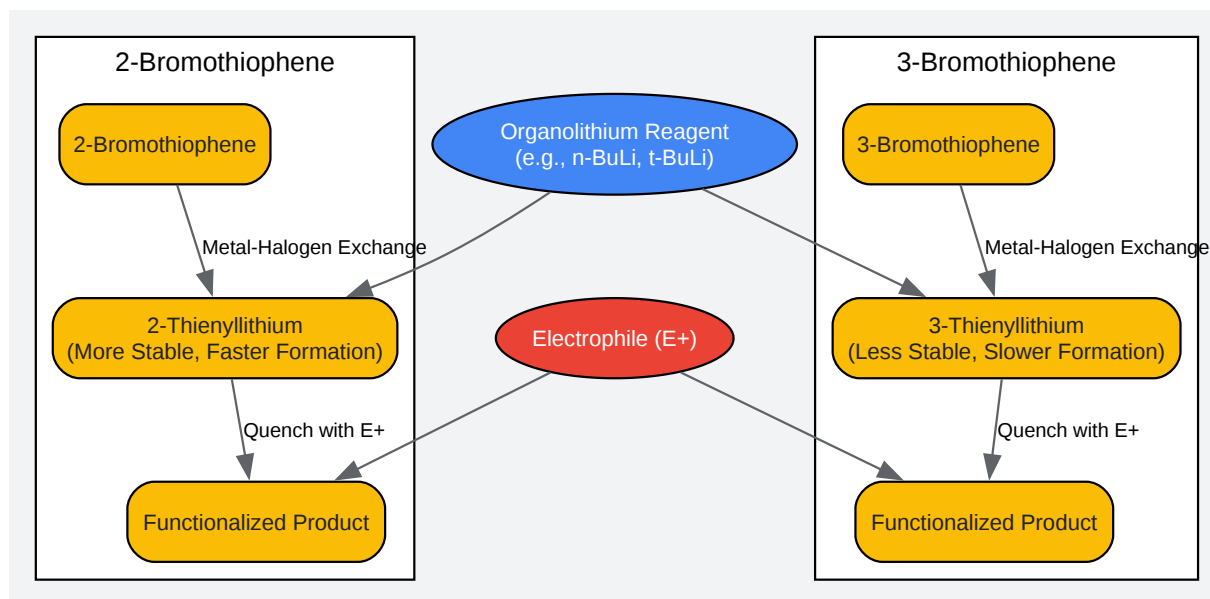 2-Bromothiophene
3-Bromothiophene
2-Bromothiophene
Organolithium Reagent
(e.g., n-BuLi, t-BuLi)
3-Bromothiophene
Metal-Halogen Exchange
Metal-Halogen Exchange
2-Thienyllithium
(More Stable, Faster Formation)
Electrophile (E+)
3-Thienyllithium
(Less Stable, Slower Formation)
Quench with E+
Quench with E+
Functionalized Product
Functionalized Product